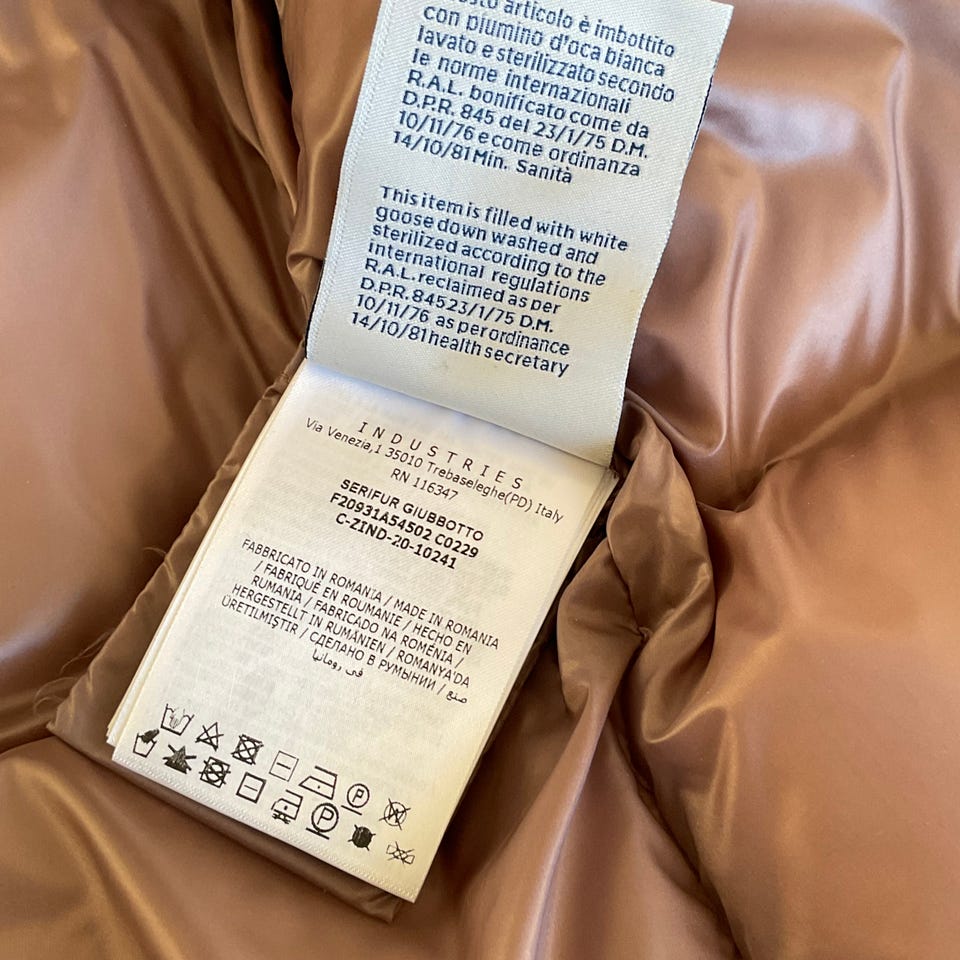 articolo è imbottito
con piumino d'oca bianca
lavato e sterilizzato secondo
le norme internazionali
R.A.L. bonificato come da
D.P.R. 845 del 23/1/75 D.M.
10/11/76 e come ordinanza
14/10/81 Min. Sanità
This item is filled with white
goose down washed and
sterilized according to the
international regulations
R.A.L. reclaimed as per
D.P.R. 84523/1/75 D.M.
10/11/76 as per ordinance
14/10/81 health secretary
INDUSTRIES
Via Venezia,1 35010 Trebaseleghe(PD) Italy
RN 116347
SERIFUR GIUBBOTTO
F20931A54502 C0229
C-ZIND-20-10241
FABBRICATO IN ROMANIA / MADE IN ROMANIA
/ FABRIQUÉ EN ROUMANIE / HECHO EN
RUMANIA / FABRICADO NA ROMÉNIA /
HERGESTELLT IN RUMÄNIEN / ROMANYA'DA
ÜRETILMIŞTIR / СДЕЛАНО В РУМЫНИИ / صنع
في رومانيا
P
P